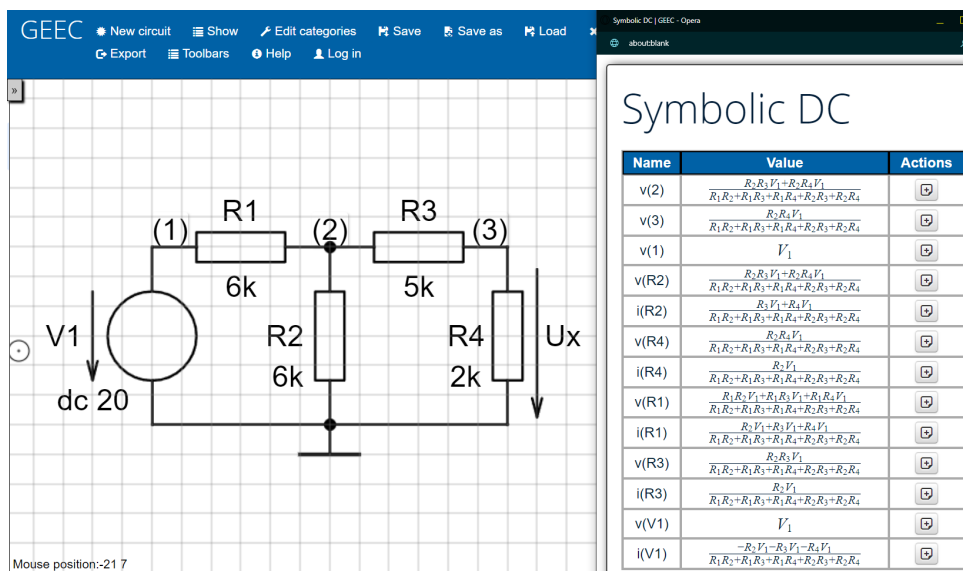 GEEC
New circuit Show Edit categories Save Save as Load
Export Toolbars Help Log in
»
R1 R3
(1) (2) (3)
6k 5k
V1 R2 R4 Ux
6k 2k
dc 20
Mouse position:-21 7
Symbolic DC | GEEC - Opera
about:blank
Symbolic DC
Name Value Actions
v(2) R₂R₃V₁+R₂R₄V₁ / R₁R₂+R₁R₃+R₁R₄+R₂R₃+R₂R₄
v(3) R₂R₄V₁ / R₁R₂+R₁R₃+R₁R₄+R₂R₃+R₂R₄
v(1) V₁
v(R2) R₂R₃V₁+R₂R₄V₁ / R₁R₂+R₁R₃+R₁R₄+R₂R₃+R₂R₄
i(R2) R₃V₁+R₄V₁ / R₁R₂+R₁R₃+R₁R₄+R₂R₃+R₂R₄
v(R4) R₂R₄V₁ / R₁R₂+R₁R₃+R₁R₄+R₂R₃+R₂R₄
i(R4) R₂V₁ / R₁R₂+R₁R₃+R₁R₄+R₂R₃+R₂R₄
v(R1) R₁R₂V₁+R₁R₃V₁+R₁R₄V₁ / R₁R₂+R₁R₃+R₁R₄+R₂R₃+R₂R₄
i(R1) R₂V₁+R₃V₁+R₄V₁ / R₁R₂+R₁R₃+R₁R₄+R₂R₃+R₂R₄
v(R3) R₂R₃V₁ / R₁R₂+R₁R₃+R₁R₄+R₂R₃+R₂R₄
i(R3) R₂V₁ / R₁R₂+R₁R₃+R₁R₄+R₂R₃+R₂R₄
v(V1) V₁
i(V1) −R₂V₁−R₃V₁−R₄V₁ / R₁R₂+R₁R₃+R₁R₄+R₂R₃+R₂R₄